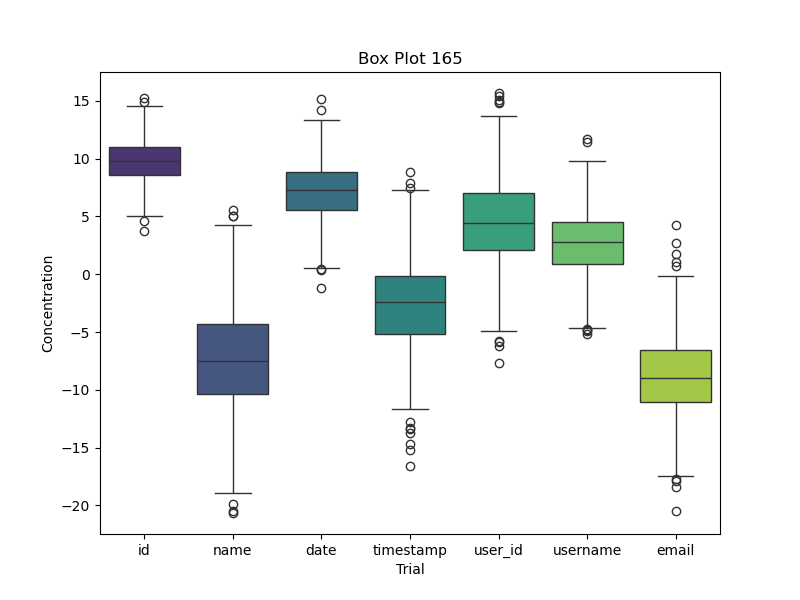 Box Plot 165
Concentration
15
10
5
0
−5
−10
−15
−20
id name date timestamp user_id username email
Trial